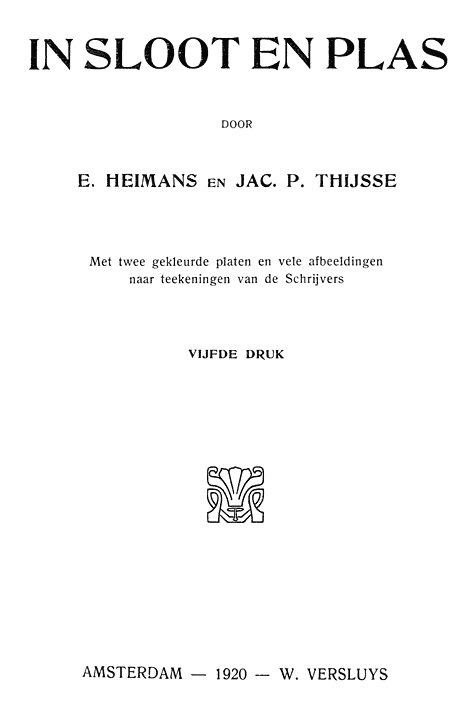 IN SLOOT EN PLAS
DOOR
E. HEIMANS EN JAC. P. THIJSSE
Met twee gekleurde platen en vele afbeeldingen
naar teekeningen van de Schrijvers
VIJFDE DRUK
AMSTERDAM — 1920 — W. VERSLUYS